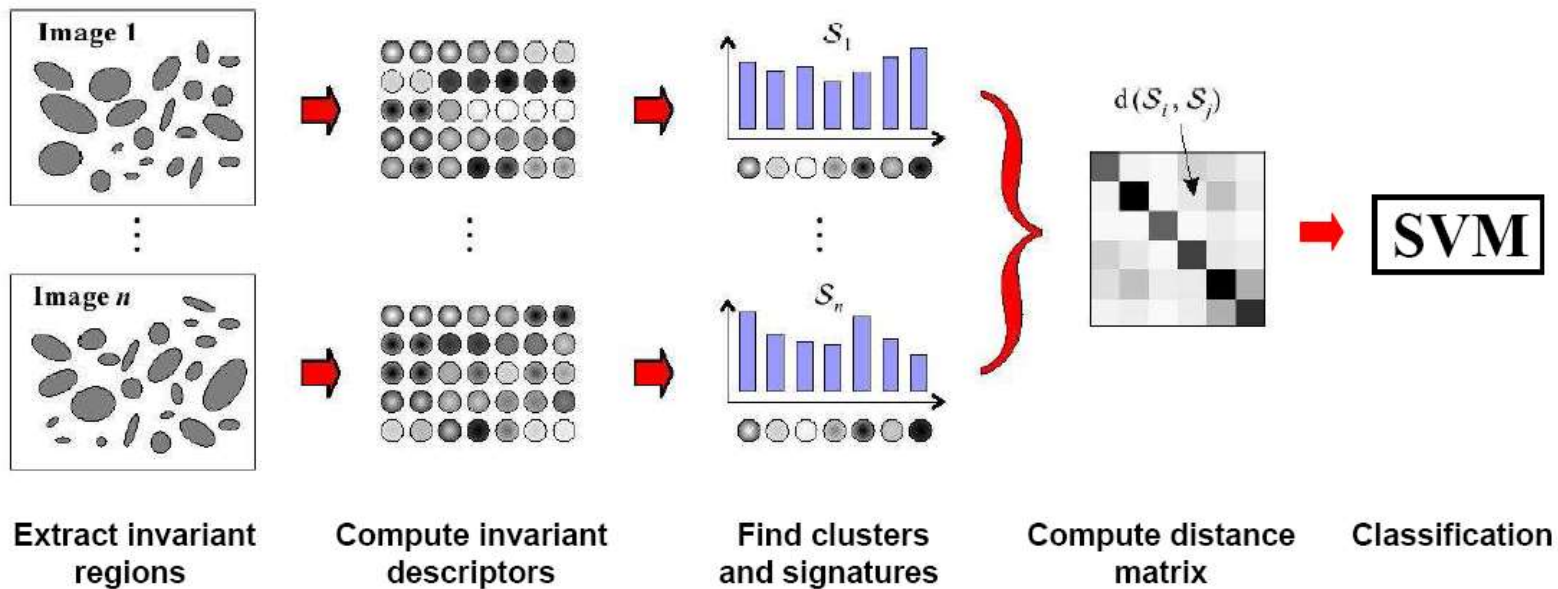 Image 1
S₁
d(Sᵢ, Sⱼ)
SVM
Image n
Sₙ
Extract invariant
regions
Compute invariant
descriptors
Find clusters
and signatures
Compute distance
matrix
Classification